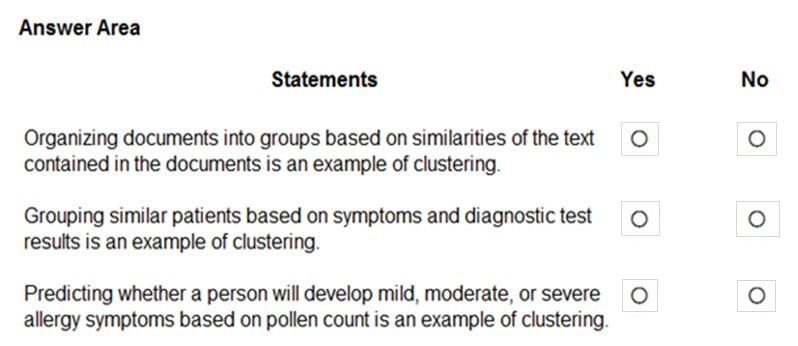 Answer Area
Statements Yes No
Organizing documents into groups based on similarities of the text
contained in the documents is an example of clustering.
Grouping similar patients based on symptoms and diagnostic test
results is an example of clustering.
Predicting whether a person will develop mild, moderate, or severe
allergy symptoms based on pollen count is an example of clustering.